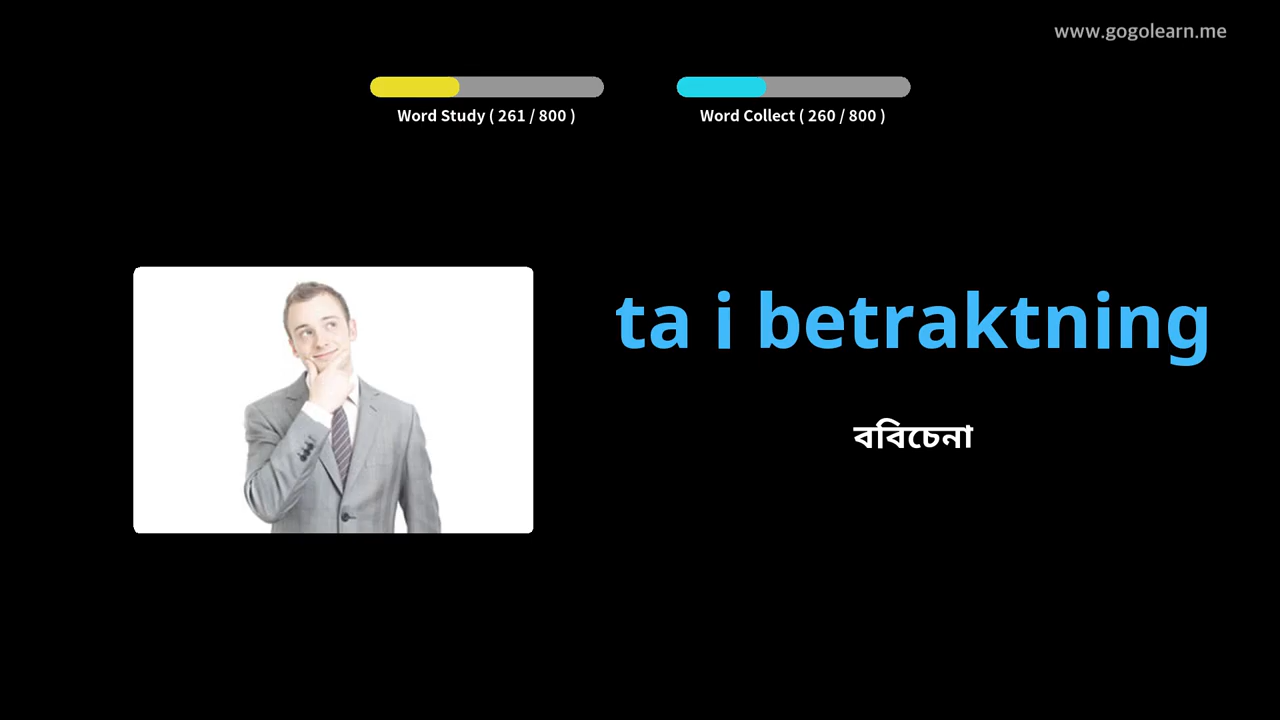 www.gogolearn.me
Word Study ( 261 / 800 )
Word Collect ( 260 / 800 )
ta i betraktning
ববিচেনা